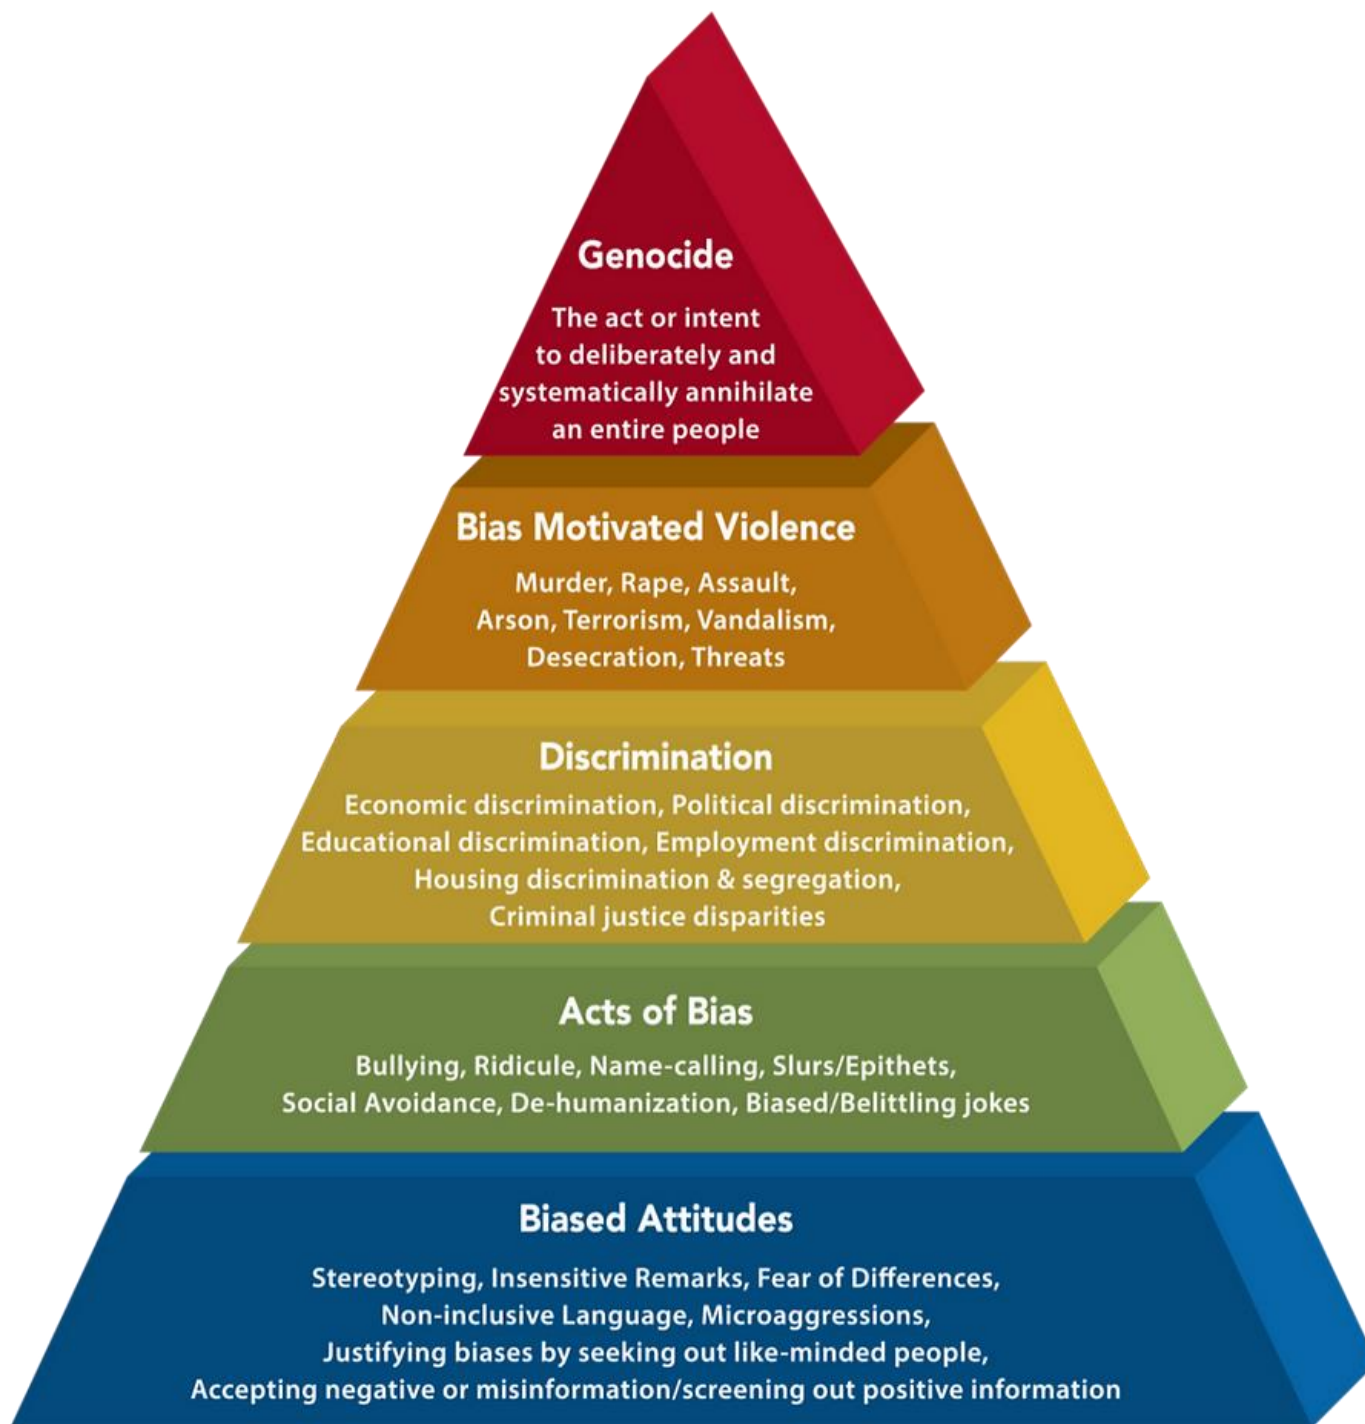 Genocide
The act or intent
to deliberately and
systematically annihilate
an entire people
Bias Motivated Violence
Murder, Rape, Assault,
Arson, Terrorism, Vandalism,
Desecration, Threats
Discrimination
Economic discrimination, Political discrimination,
Educational discrimination, Employment discrimination,
Housing discrimination & segregation,
Criminal justice disparities
Acts of Bias
Bullying, Ridicule, Name-calling, Slurs/Epithets,
Social Avoidance, De-humanization, Biased/Belittling jokes
Biased Attitudes
Stereotyping, Insensitive Remarks, Fear of Differences,
Non-inclusive Language, Microaggressions,
Justifying biases by seeking out like-minded people,
Accepting negative or misinformation/screening out positive information